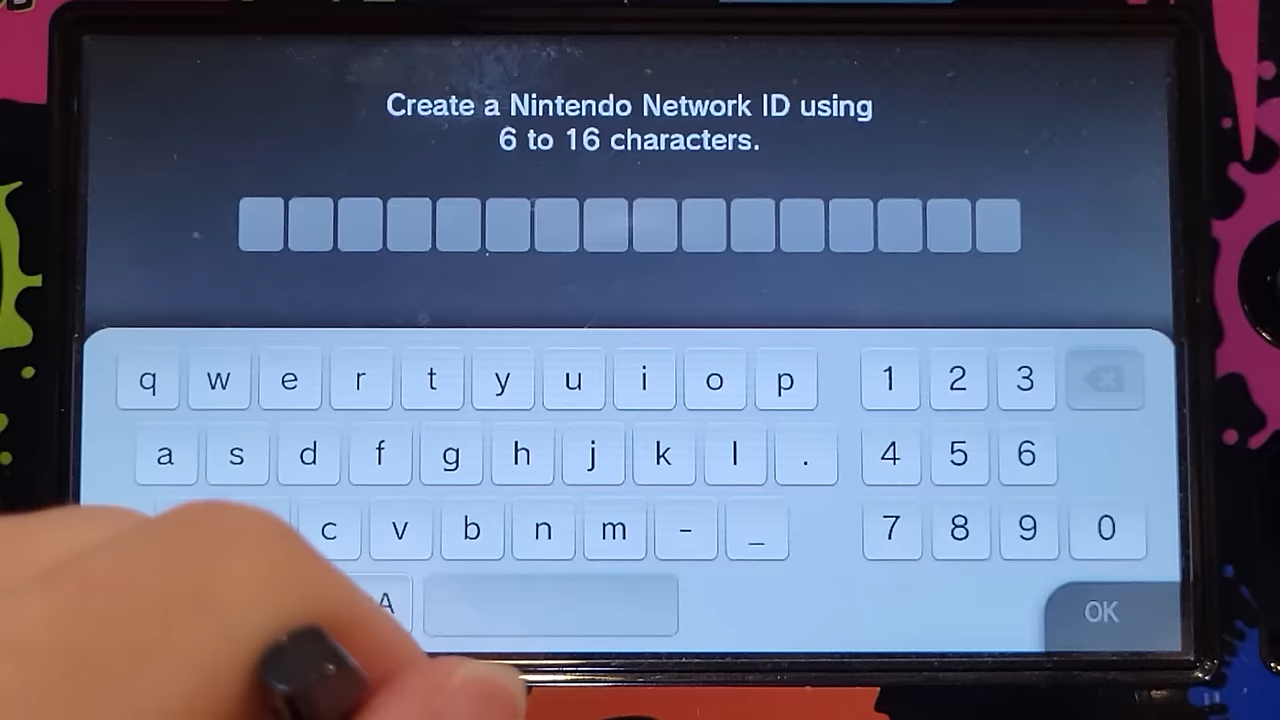 Create a Nintendo Network ID using
6 to 16 characters.
q w e r t y u i o p 1 2 3
a s d f g h j k l . 4 5 6
c v b n m - _ 7 8 9 0
A
OK